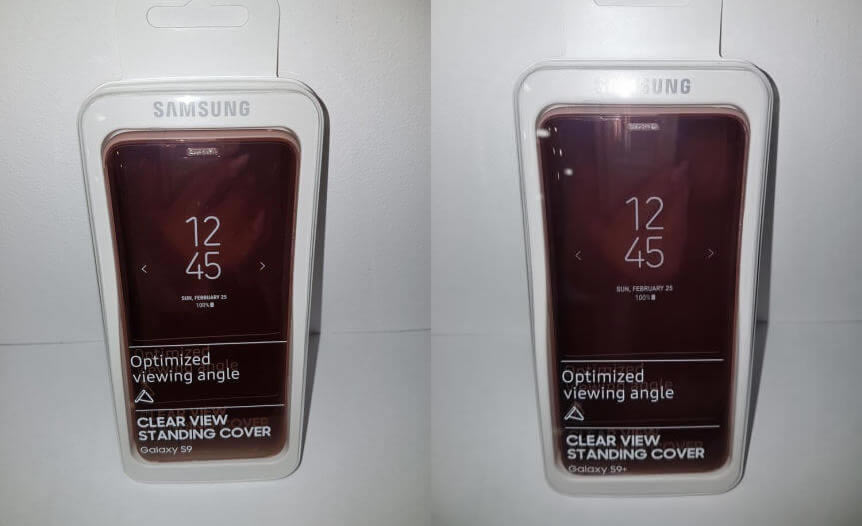 SAMSUNG
12
45
SUN, FEBRUARY 25
100%
Optimized
viewing angle
CLEAR VIEW
STANDING COVER
Galaxy S9
SAMSUNG
12
45
SUN, FEBRUARY 25
100%
Optimized
viewing angle
CLEAR VIEW
STANDING COVER
Galaxy S9+